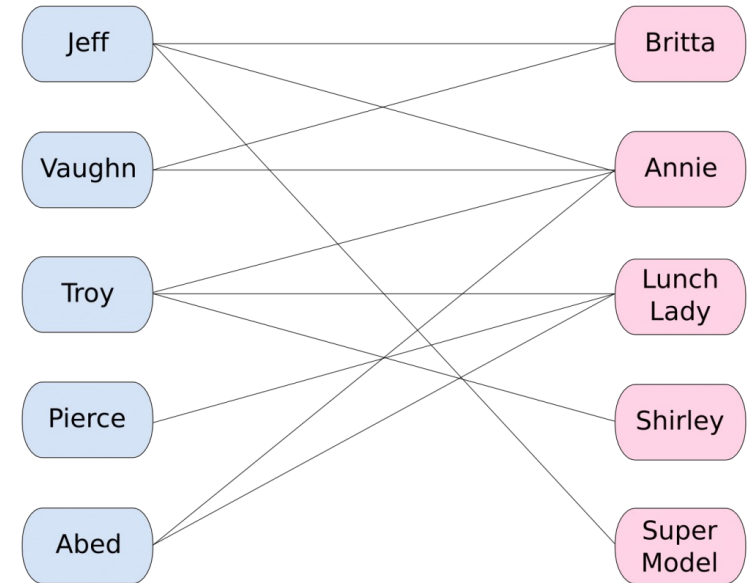 Jeff
Britta
Vaughn
Annie
Troy
Lunch
Lady
Pierce
Shirley
Abed
Super
Model